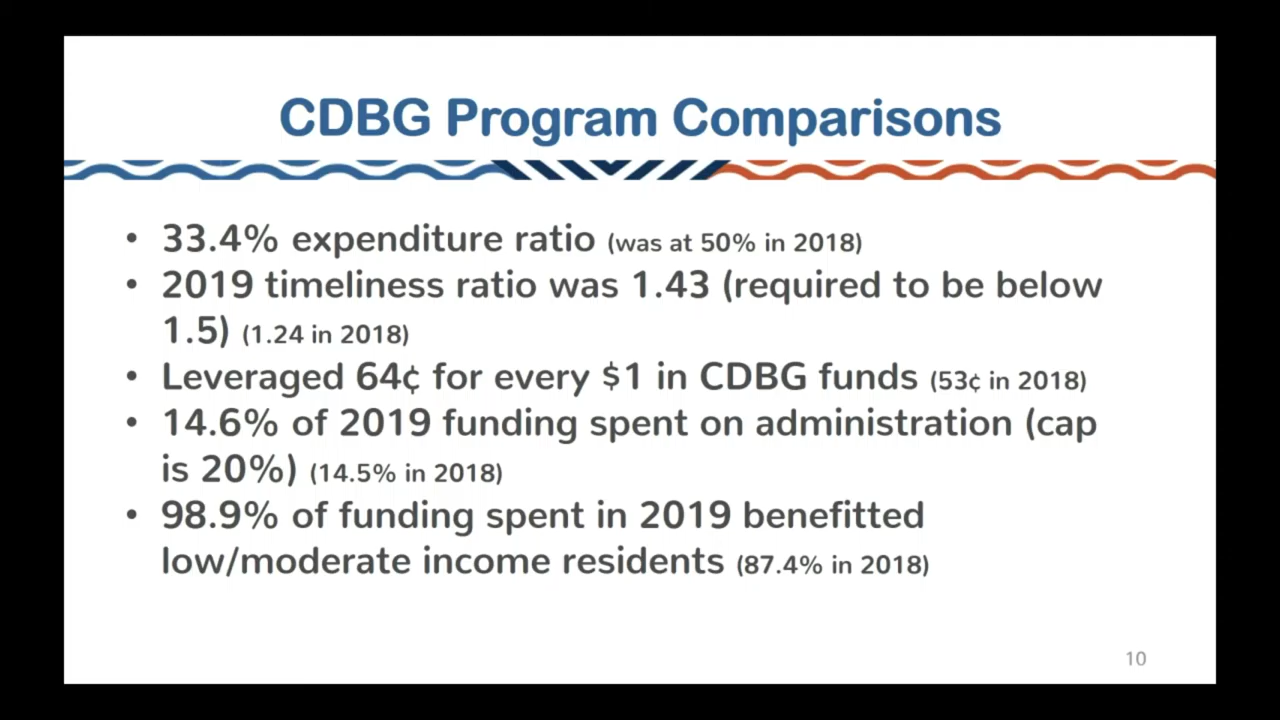 CDBG Program Comparisons
• 33.4% expenditure ratio (was at 50% in 2018)
• 2019 timeliness ratio was 1.43 (required to be below
1.5) (1.24 in 2018)
• Leveraged 64¢ for every $1 in CDBG funds (53¢ in 2018)
• 14.6% of 2019 funding spent on administration (cap
is 20%) (14.5% in 2018)
• 98.9% of funding spent in 2019 benefitted
low/moderate income residents (87.4% in 2018)
10